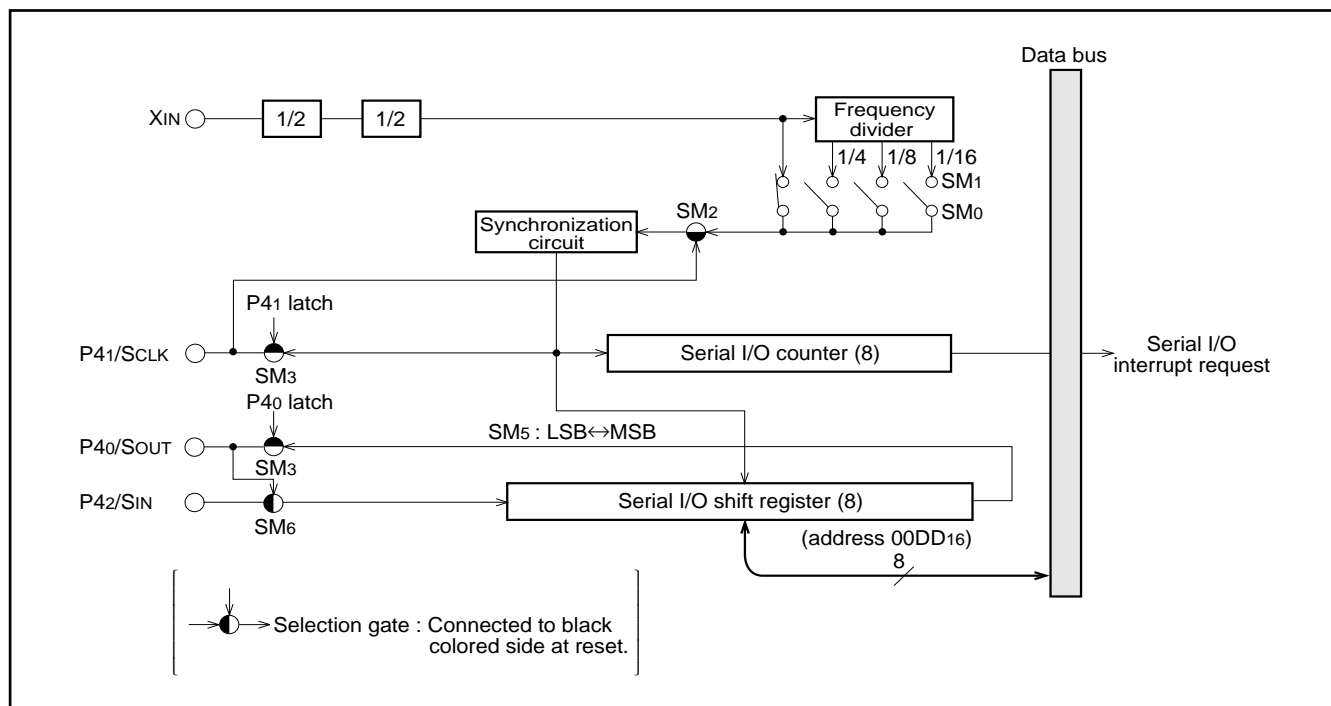 Data bus
XIN
1/2
1/2
Frequency
divider
1/4
1/8
1/16
SM1
SM0
SM2
Synchronization
circuit
P41 latch
P41/SCLK
SM3
Serial I/O counter (8)
Serial I/O
interrupt request
P40 latch
P40/SOUT
SM3
SM5 : LSB↔MSB
P42/SIN
SM6
Serial I/O shift register (8)
(address 00DD16)
8
Selection gate : Connected to black
colored side at reset.